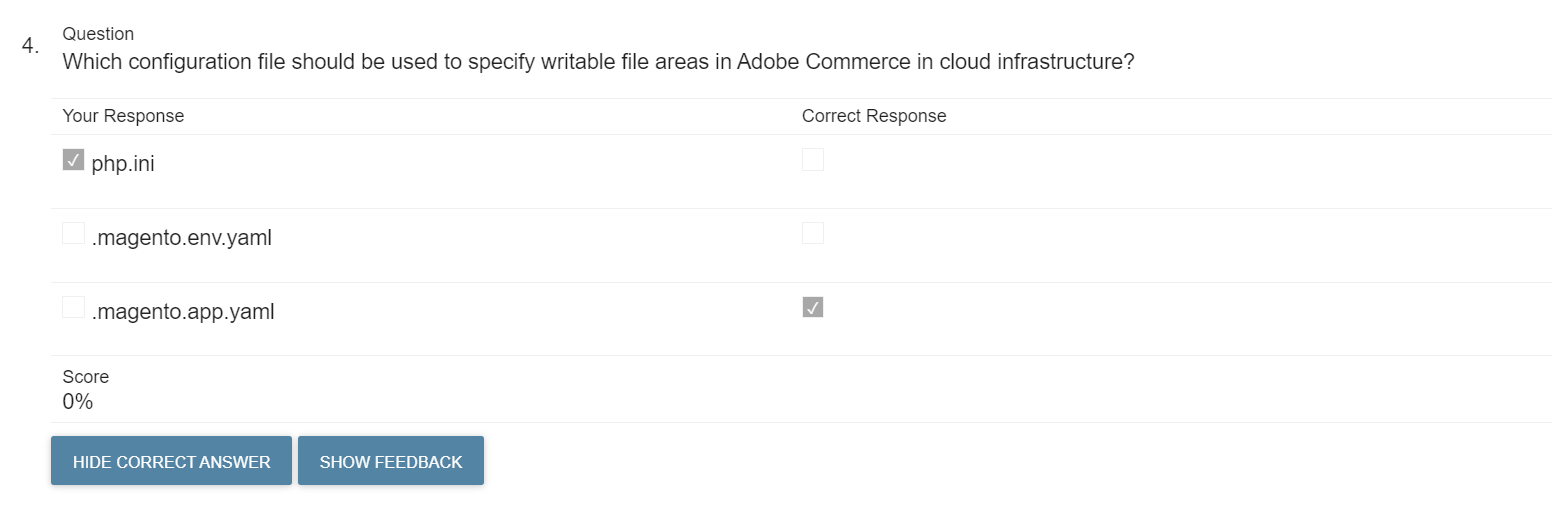 4.
Question
Which configuration file should be used to specify writable file areas in Adobe Commerce in cloud infrastructure?
Your Response
Correct Response
php.ini
.magento.env.yaml
.magento.app.yaml
Score
0%
HIDE CORRECT ANSWER
SHOW FEEDBACK